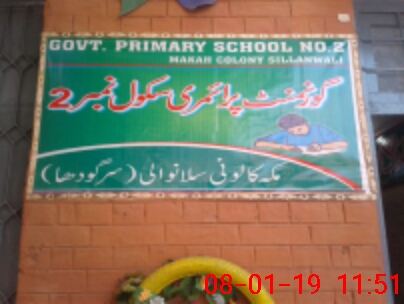 GOVT. PRIMARY SCHOOL NO.2
MAKAH COLONY SILLANWALI
گورنمنٹ پرائمری سکول نمبر 2
مکہ کالونی سلانوالی (سرگودھا)
08-01-19 11:51